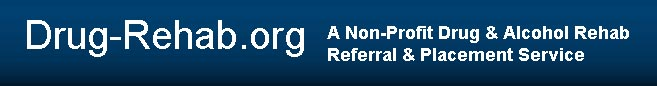 Drug-Rehab.org
A Non-Profit Drug & Alcohol Rehab
Referral & Placement Service